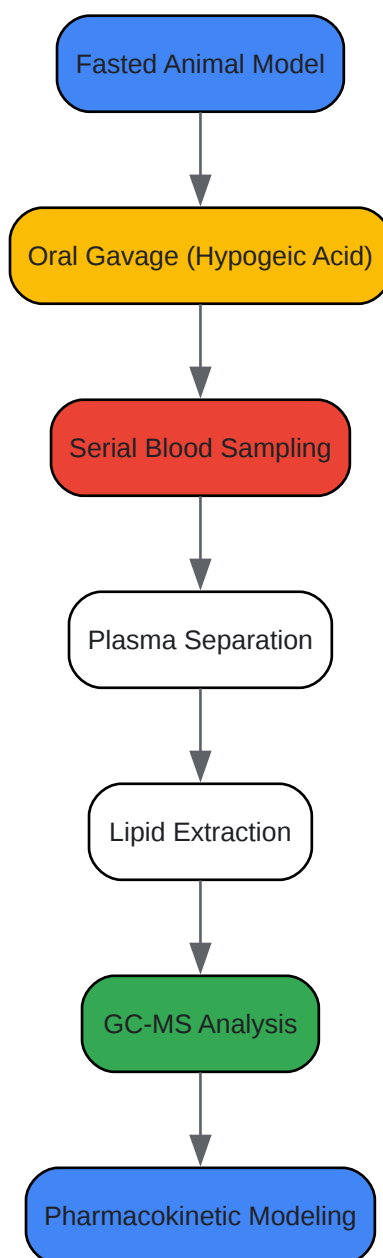 Fasted Animal Model
Oral Gavage (Hypogeic Acid)
Serial Blood Sampling
Plasma Separation
Lipid Extraction
GC-MS Analysis
Pharmacokinetic Modeling